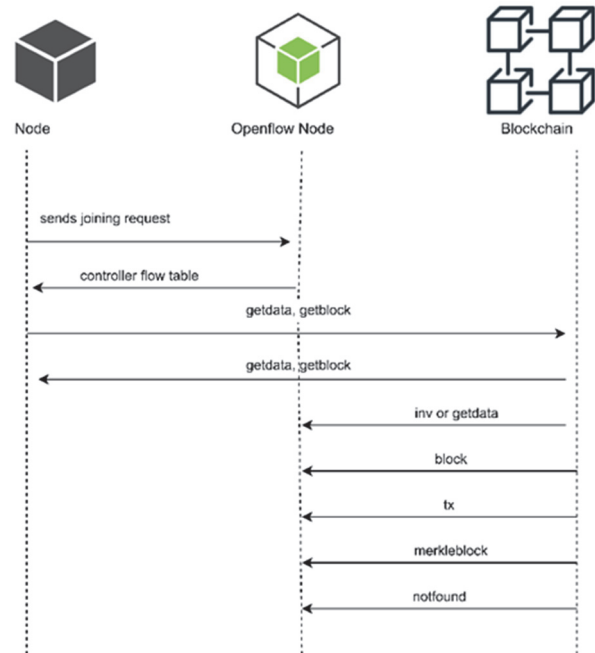 Node
Openflow Node
Blockchain
sends joining request
controller flow table
getdata, getblock
getdata, getblock
inv or getdata
block
tx
merkleblock
notfound